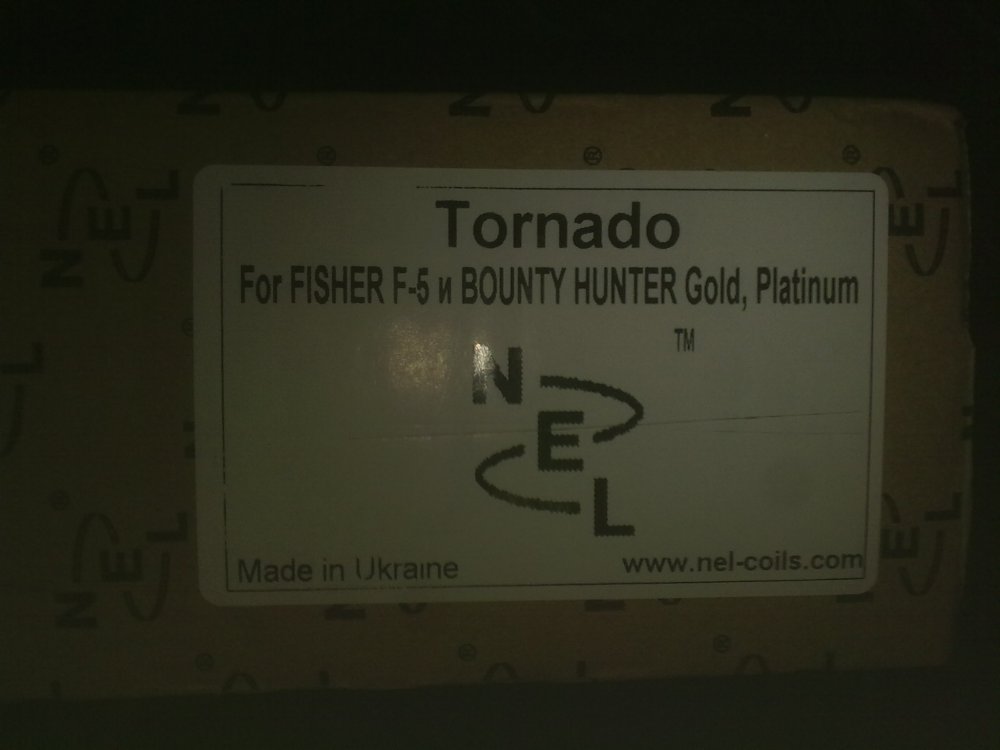 Tornado
For FISHER F-5 и BOUNTY HUNTER Gold, Platinum
TM
N
E
L
Made in Ukraine
www.nel-coils.com